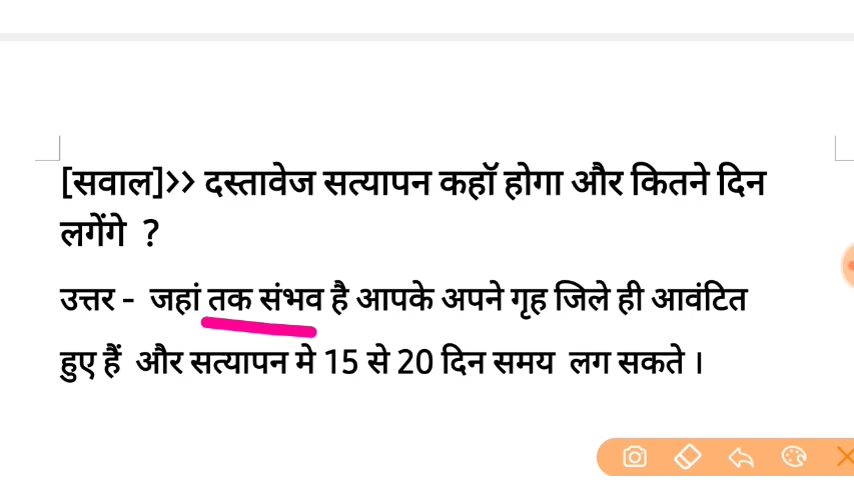 [सवाल]>> दस्तावेज सत्यापन कहॉ होगा और कितने दिन
लगेंगे ?
उत्तर - जहां तक संभव है आपके अपने गृह जिले ही आवंटित
हुए हैं और सत्यापन मे 15 से 20 दिन समय लग सकते ।